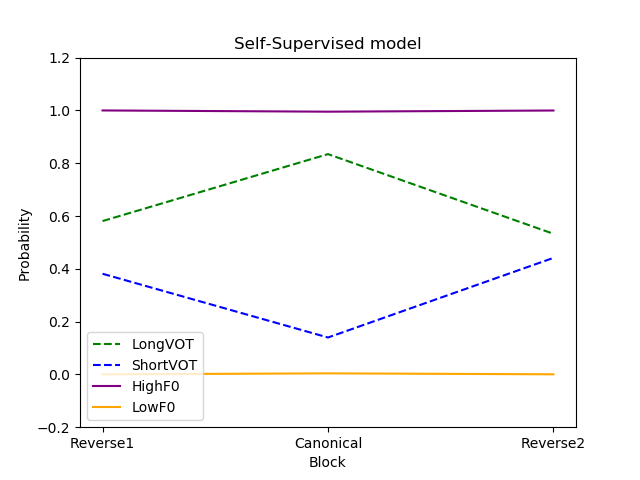 Self-Supervised model
1.2
1.0
0.8
0.6
0.4
0.2
0.0
−0.2
Probability
LongVOT
ShortVOT
HighF0
LowF0
Reverse1 Canonical Reverse2
Block